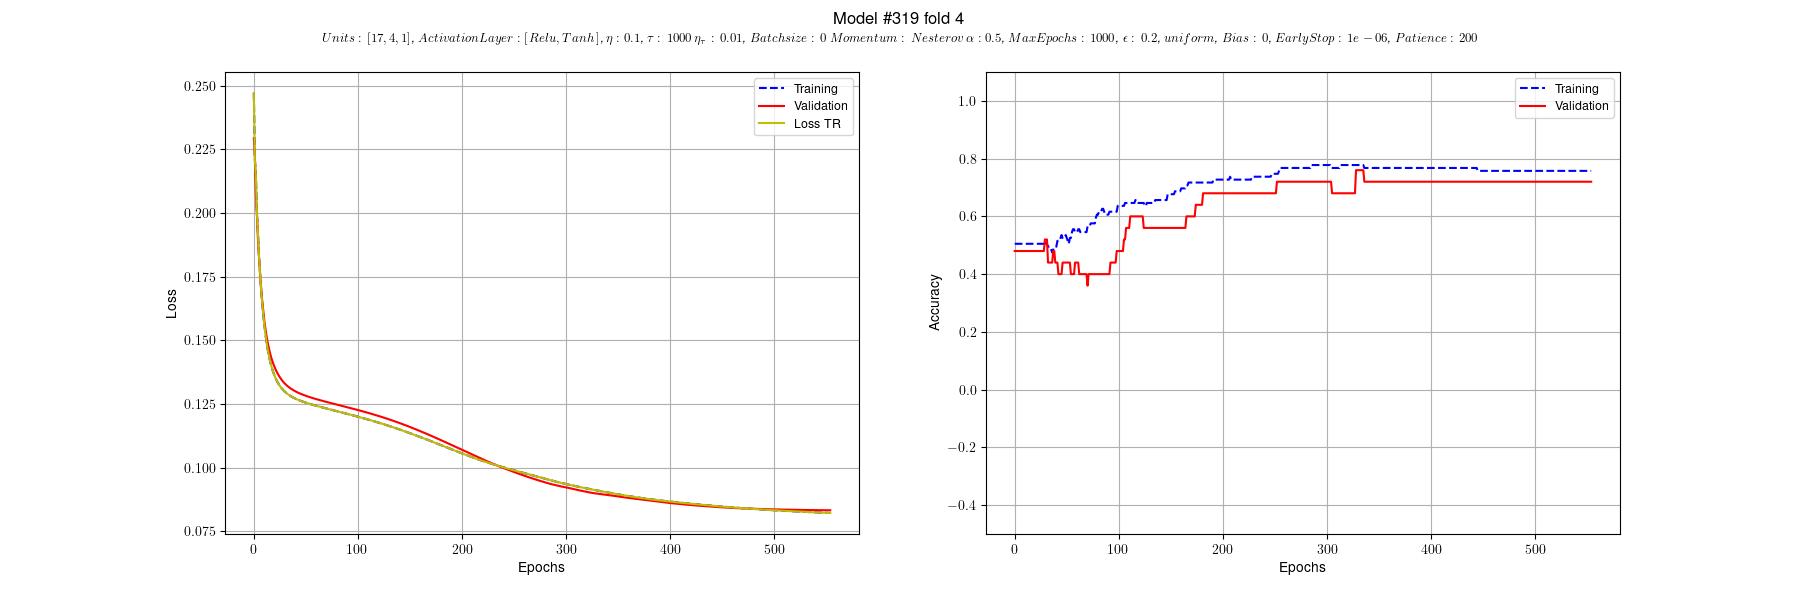 Model #319 fold 4
Units : [17, 4, 1], ActivationLayer : [Relu, Tanh], η : 0.1, τ : 1000 η_τ : 0.01, Batchsize : 0 Momentum : Nesterov α : 0.5, MaxEpochs : 1000, ϵ : 0.2, uniform, Bias : 0, EarlyStop : 1e − 06, Patience : 200
0.250
0.225
0.200
0.175
0.150
0.125
0.100
0.075
Loss
0 100 200 300 400 500
Epochs
Training
Validation
Loss TR
1.0
0.8
0.6
0.4
0.2
0.0
−0.2
−0.4
Accuracy
0 100 200 300 400 500
Epochs
Training
Validation